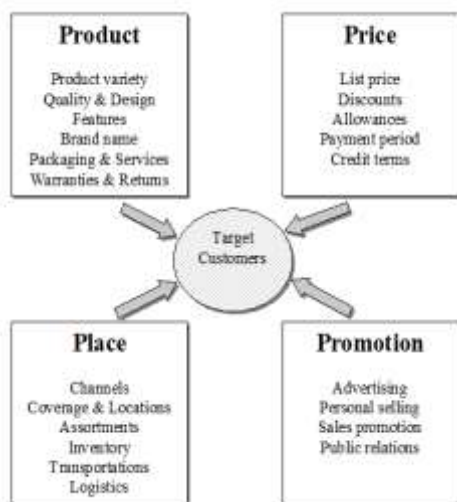 Product
Product variety
Quality & Design
Features
Brand name
Packaging & Services
Warranties & Returns
Price
List price
Discounts
Allowances
Payment period
Credit terms
Target
Customers
Place
Channels
Coverage & Locations
Assortments
Inventory
Transportations
Logistics
Promotion
Advertising
Personal selling
Sales promotion
Public relations